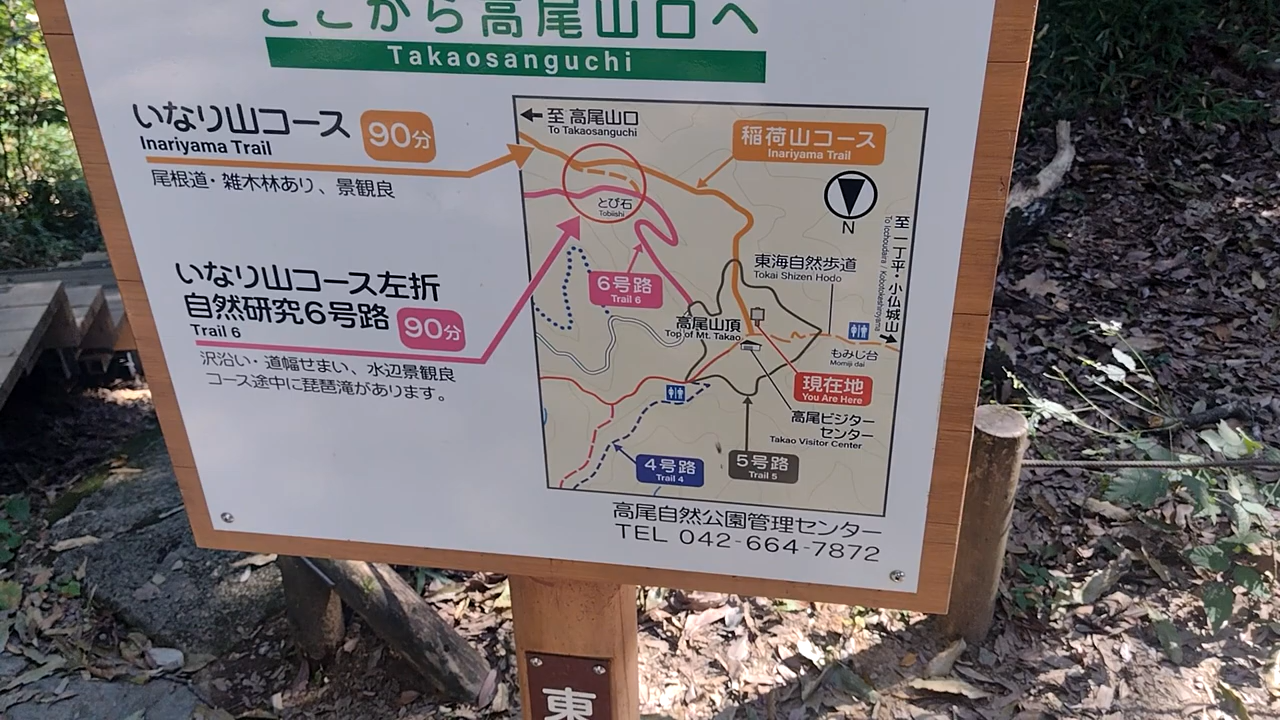 ここから高尾山口へ
Takaosanguchi
いなり山コース 90分
Inariyama Trail
尾根道・雑木林あり、景観良
いなり山コース左折
自然研究6号路 90分
Trail 6
沢沿い・道幅せまい、水辺景観良
コース途中に琵琶滝があります。
至 高尾山口
To Takaosanguchi
稲荷山コース
Inariyama Trail
とび石
Tobiishi
N
至 一丁平・小仏城山
6号路
Trail 6
東海自然歩道
Tokai Shizen Hodo
高尾山頂
Top of Mt. Takao
もみじ台
Momiji dai
現在地
You Are Here
高尾ビジター
センター
Takao Visitor Center
4号路
Trail 4
5号路
Trail 5
高尾自然公園管理センター
TEL 042-664-7872
東